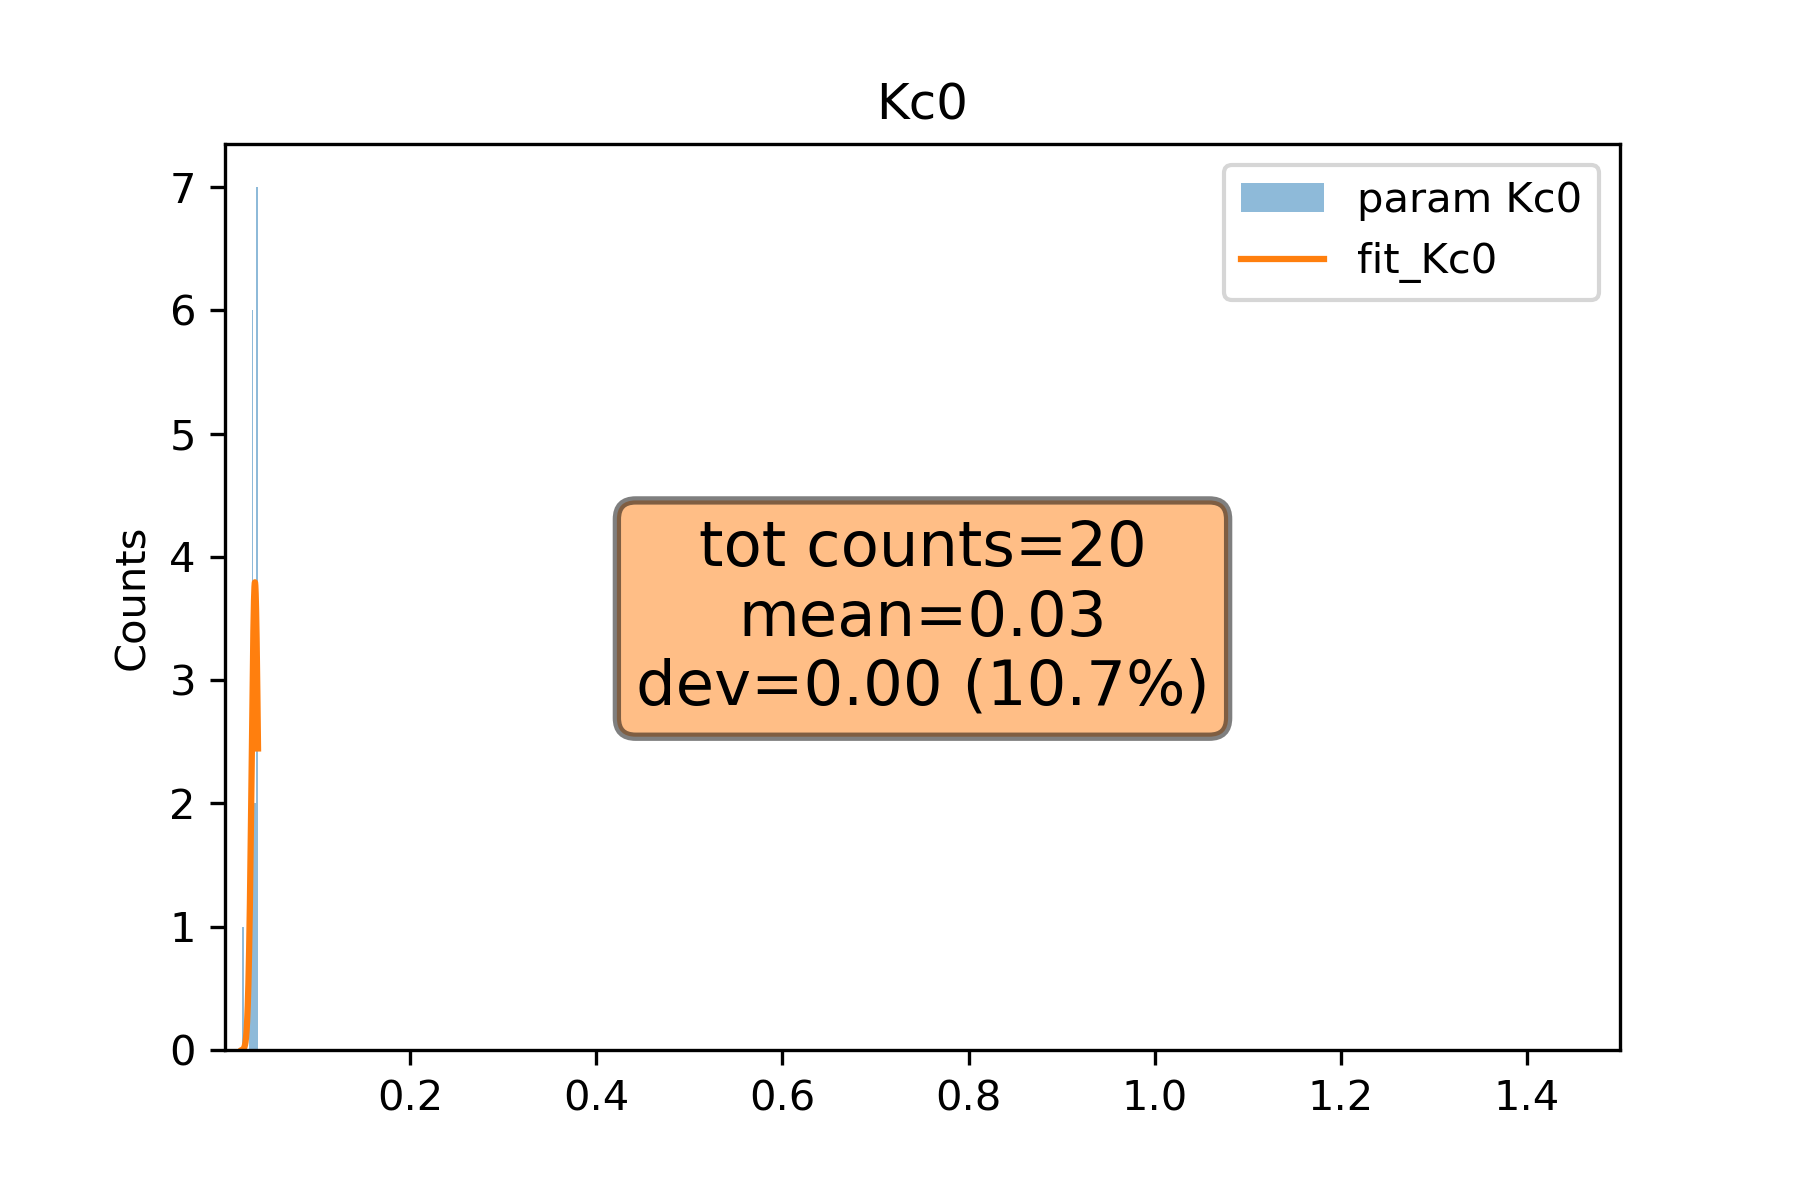 Kc0
7
6
5
4
3
2
1
0
Counts
param Kc0
fit_Kc0
tot counts=20
mean=0.03
dev=0.00 (10.7%)
0.2 0.4 0.6 0.8 1.0 1.2 1.4